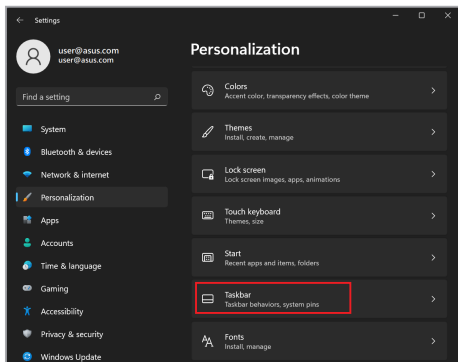 Settings
user@asus.com
user@asus.com
Find a setting
System
Bluetooth & devices
Network & internet
Personalization
Apps
Accounts
Time & language
Gaming
Accessibility
Privacy & security
Windows Update
Personalization
Colors
Accent color, transparency effects, color theme
Themes
Install, create, manage
Lock screen
Lock screen images, apps, animations
Touch keyboard
Themes, size
Start
Recent apps and items, folders
Taskbar
Taskbar behaviors, system pins
Fonts
Install, manage